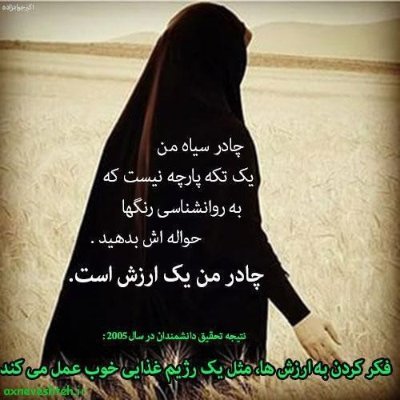 اکبرجوادزاده
چادر سیاه من
یک تکه پارچه نیست که
به روانشناسی رنگها
حواله اش بدهید .
چادر من یک ارزش است.
نتیجه تحقیق دانشمندان در سال 2005 :
فکر کردن به ارزش ها، مثل یک رژیم غذایی خوب عمل می کند
axneveshteh.ir